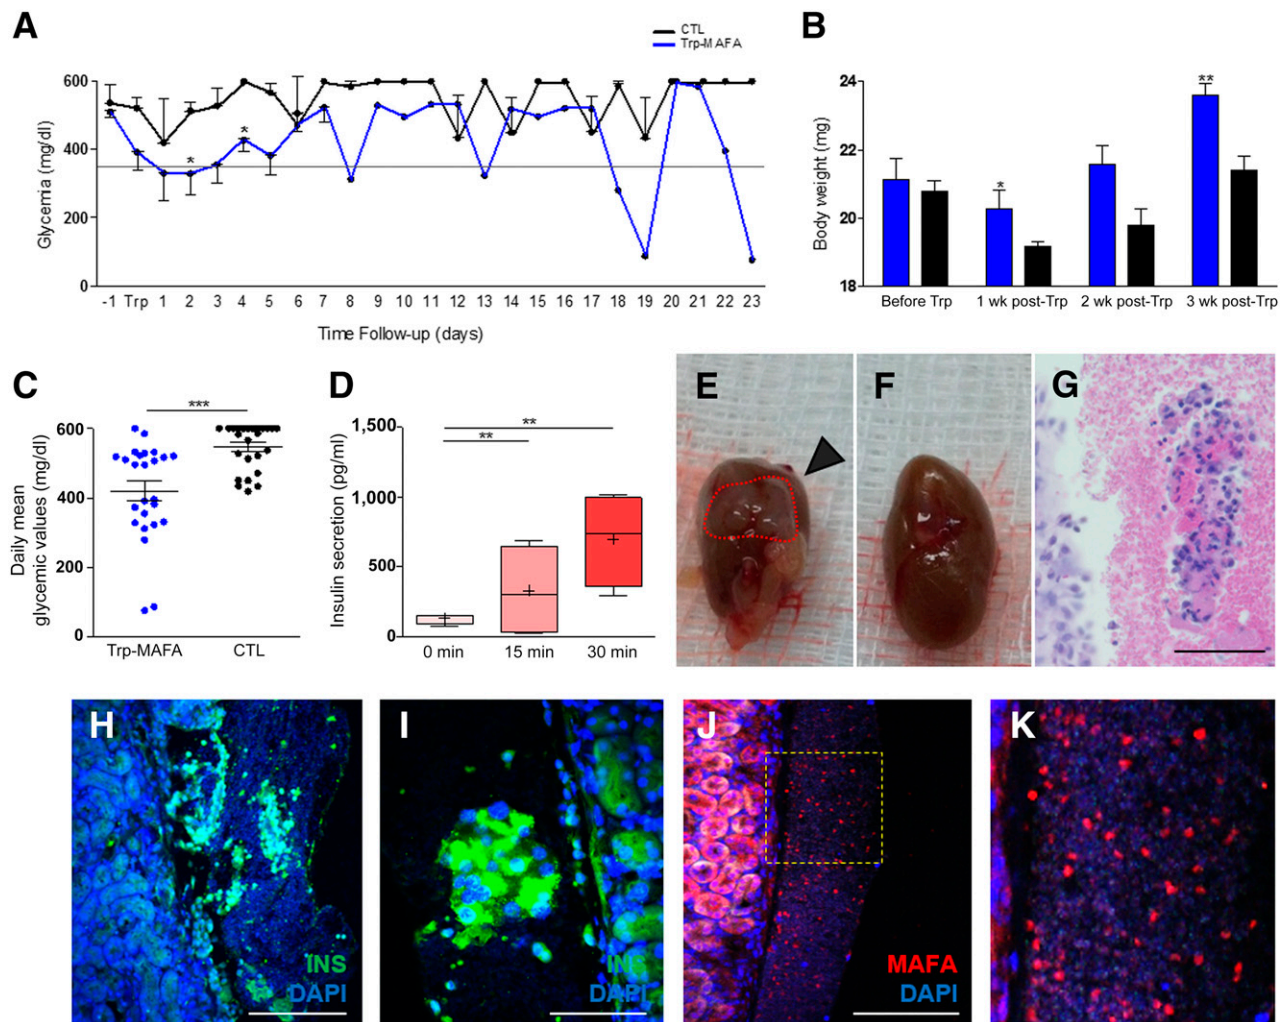 A
CTL
Trp-MAFA
Glycemia (mg/dl)
600
400
200
0
-1 Trp 1 2 3 4 5 6 7 8 9 10 11 12 13 14 15 16 17 18 19 20 21 22 23
* *
Time Follow-up (days)
B
Body weight (mg)
24
22
20
18
* **
Before Trp 1 wk post-Trp 2 wk post-Trp 3 wk post-Trp
C
Daily mean
glycemic values (mg/dl)
600
400
200
0
***
Trp-MAFA CTL
D
Insulin secretion (pg/ml)
1,500
1,000
500
0
**
**
0 min 15 min 30 min
E
F
G
H
INS
DAPI
I
INS
DAPI
J
MAFA
DAPI
K